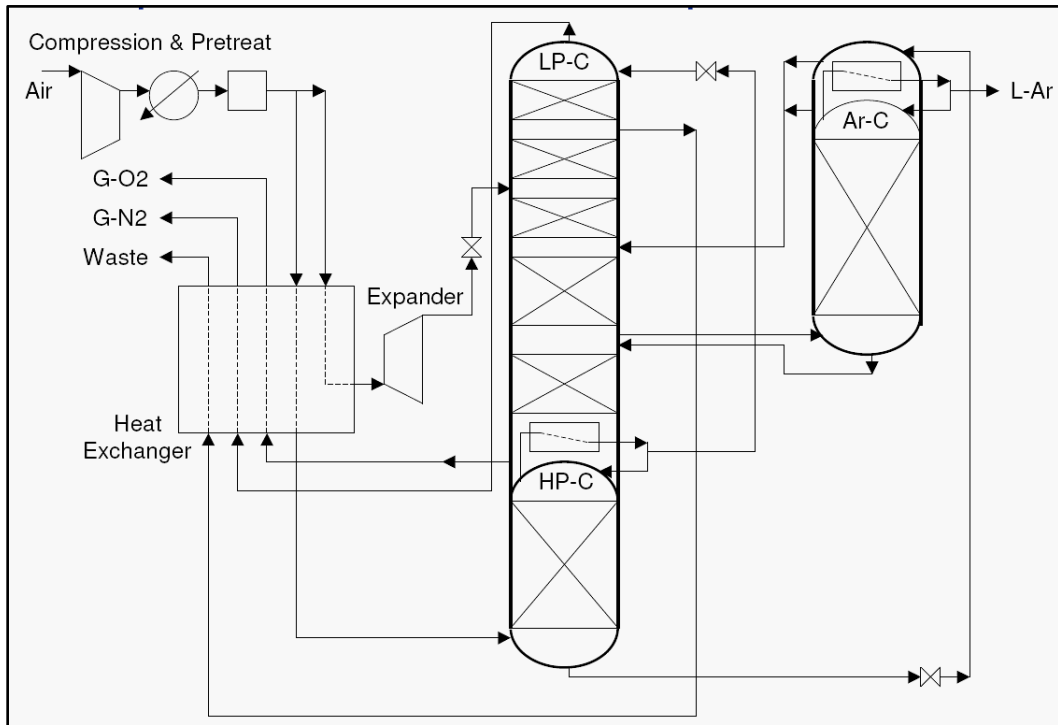 Compression & Pretreat
Air
G-O2
G-N2
Waste
Expander
Heat
Exchanger
LP-C
HP-C
Ar-C
L-Ar